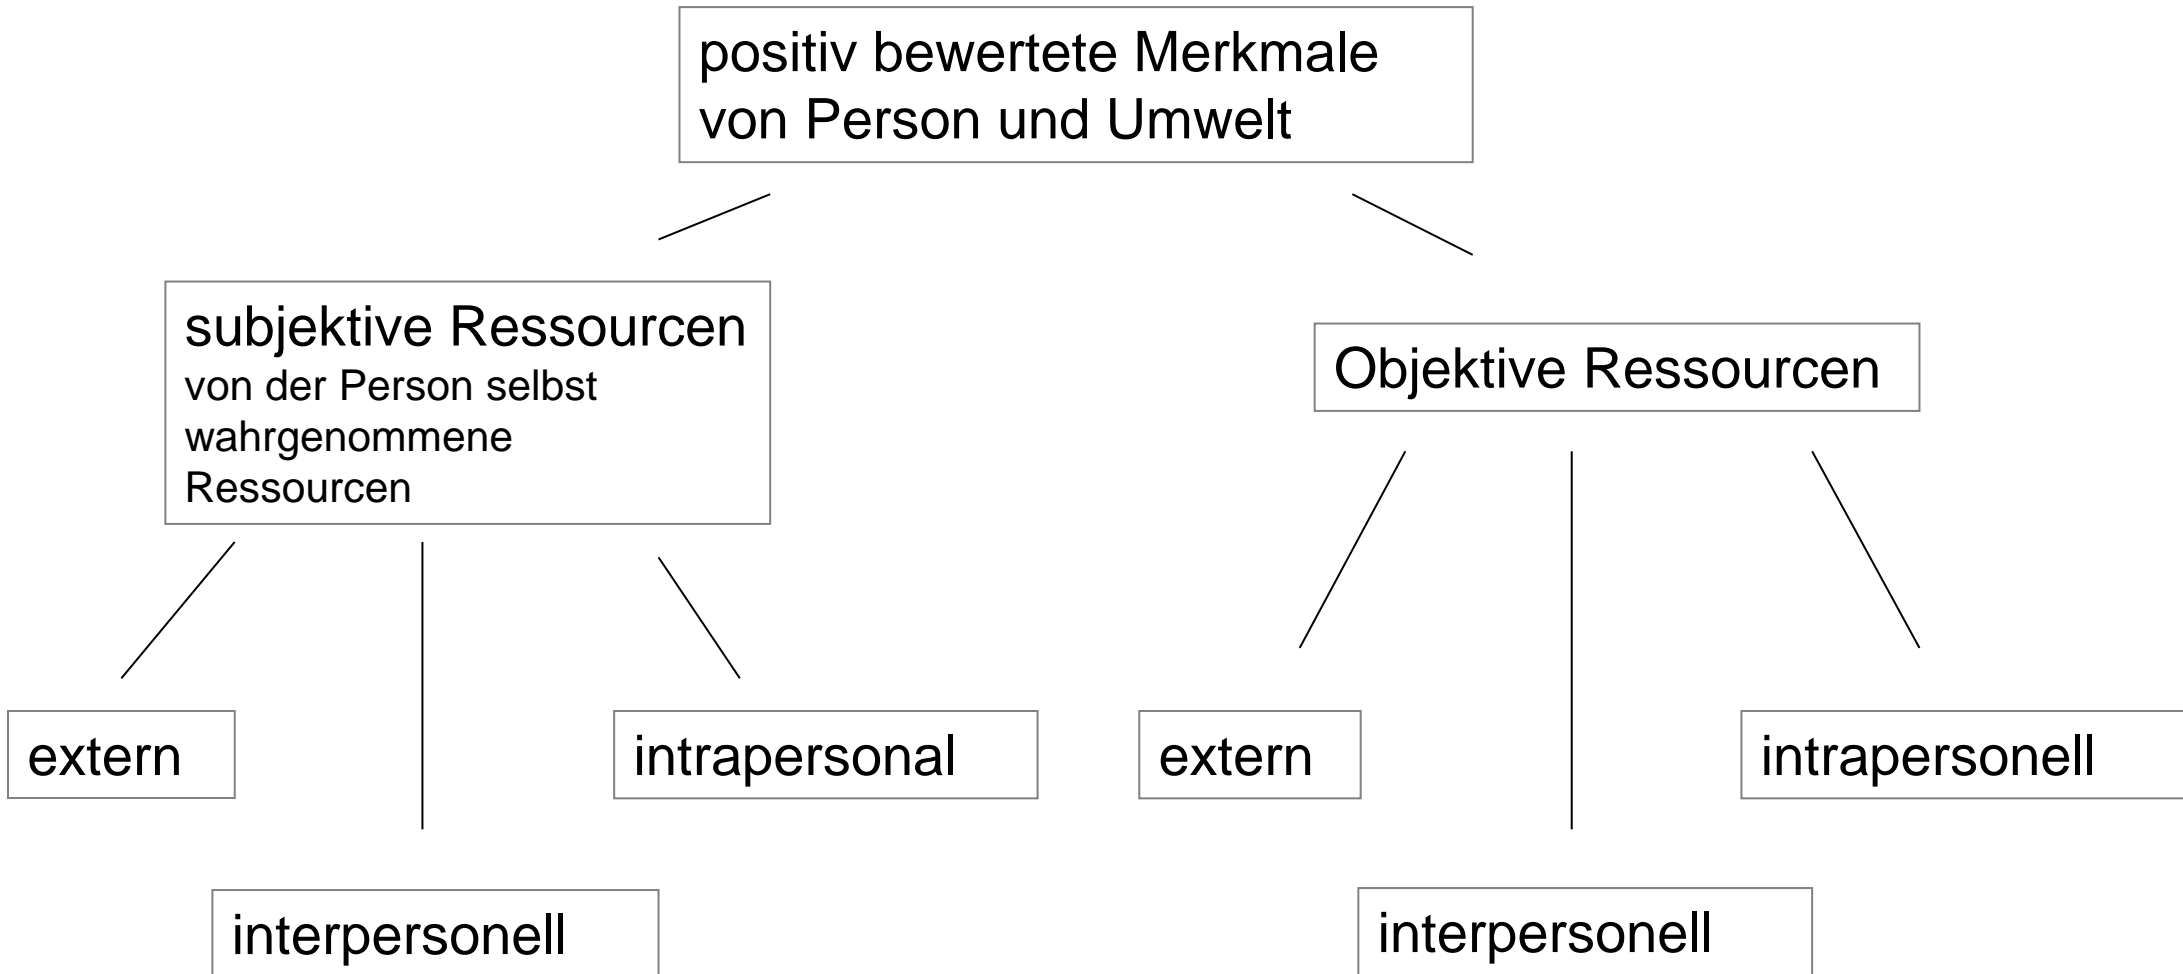 positiv bewertete Merkmale
von Person und Umwelt
subjektive Ressourcen
von der Person selbst
wahrgenommene
Ressourcen
Objektive Ressourcen
extern
intrapersonal
extern
intrapersonell
interpersonell
interpersonell